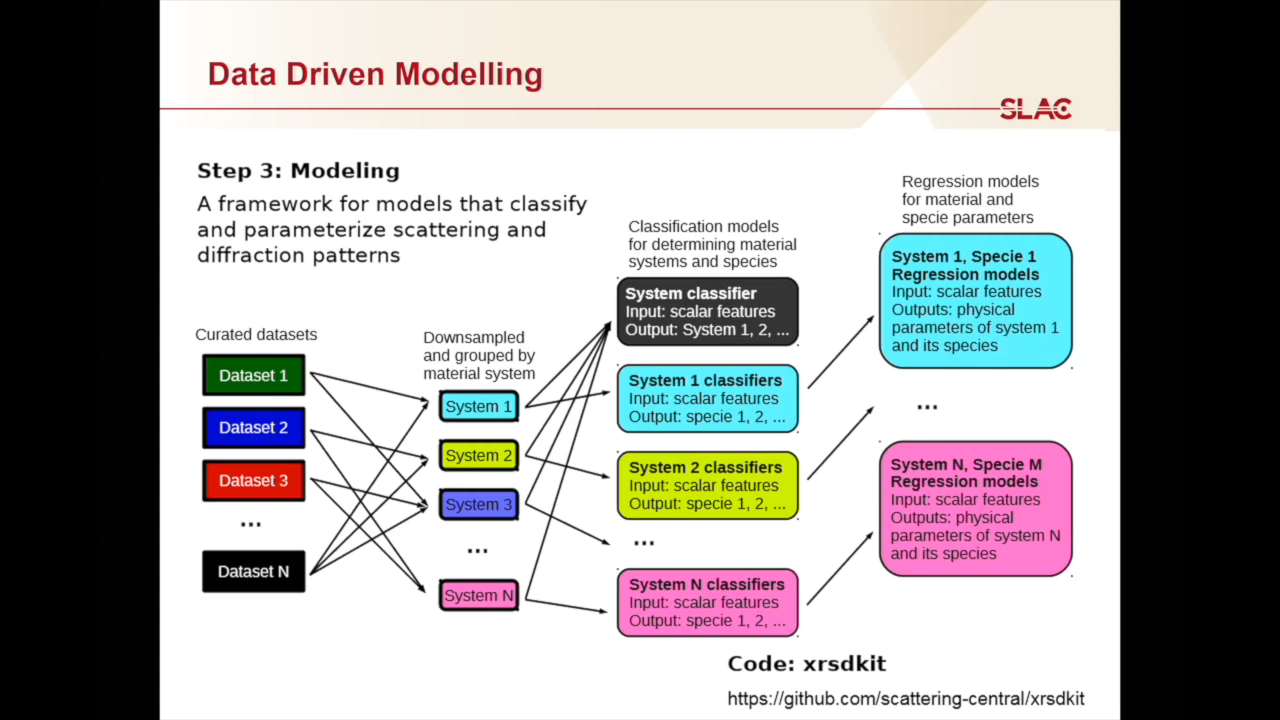 Data Driven Modelling
SLAC
Step 3: Modeling
A framework for models that classify
and parameterize scattering and
diffraction patterns
Curated datasets
Dataset 1
Dataset 2
Dataset 3
...
Dataset N
Downsampled
and grouped by
material system
System 1
System 2
System 3
...
System N
Classification models
for determining material
systems and species
System classifier
Input: scalar features
Output: System 1, 2, ...
System 1 classifiers
Input: scalar features
Output: specie 1, 2, ...
System 2 classifiers
Input: scalar features
Output: specie 1, 2, ...
...
System N classifiers
Input: scalar features
Output: specie 1, 2, ...
Regression models
for material and
specie parameters
System 1, Specie 1
Regression models
Input: scalar features
Outputs: physical
parameters of system 1
and its species
...
System N, Specie M
Regression models
Input: scalar features
Outputs: physical
parameters of system N
and its species
Code: xrsdkit
https://github.com/scattering-central/xrsdkit